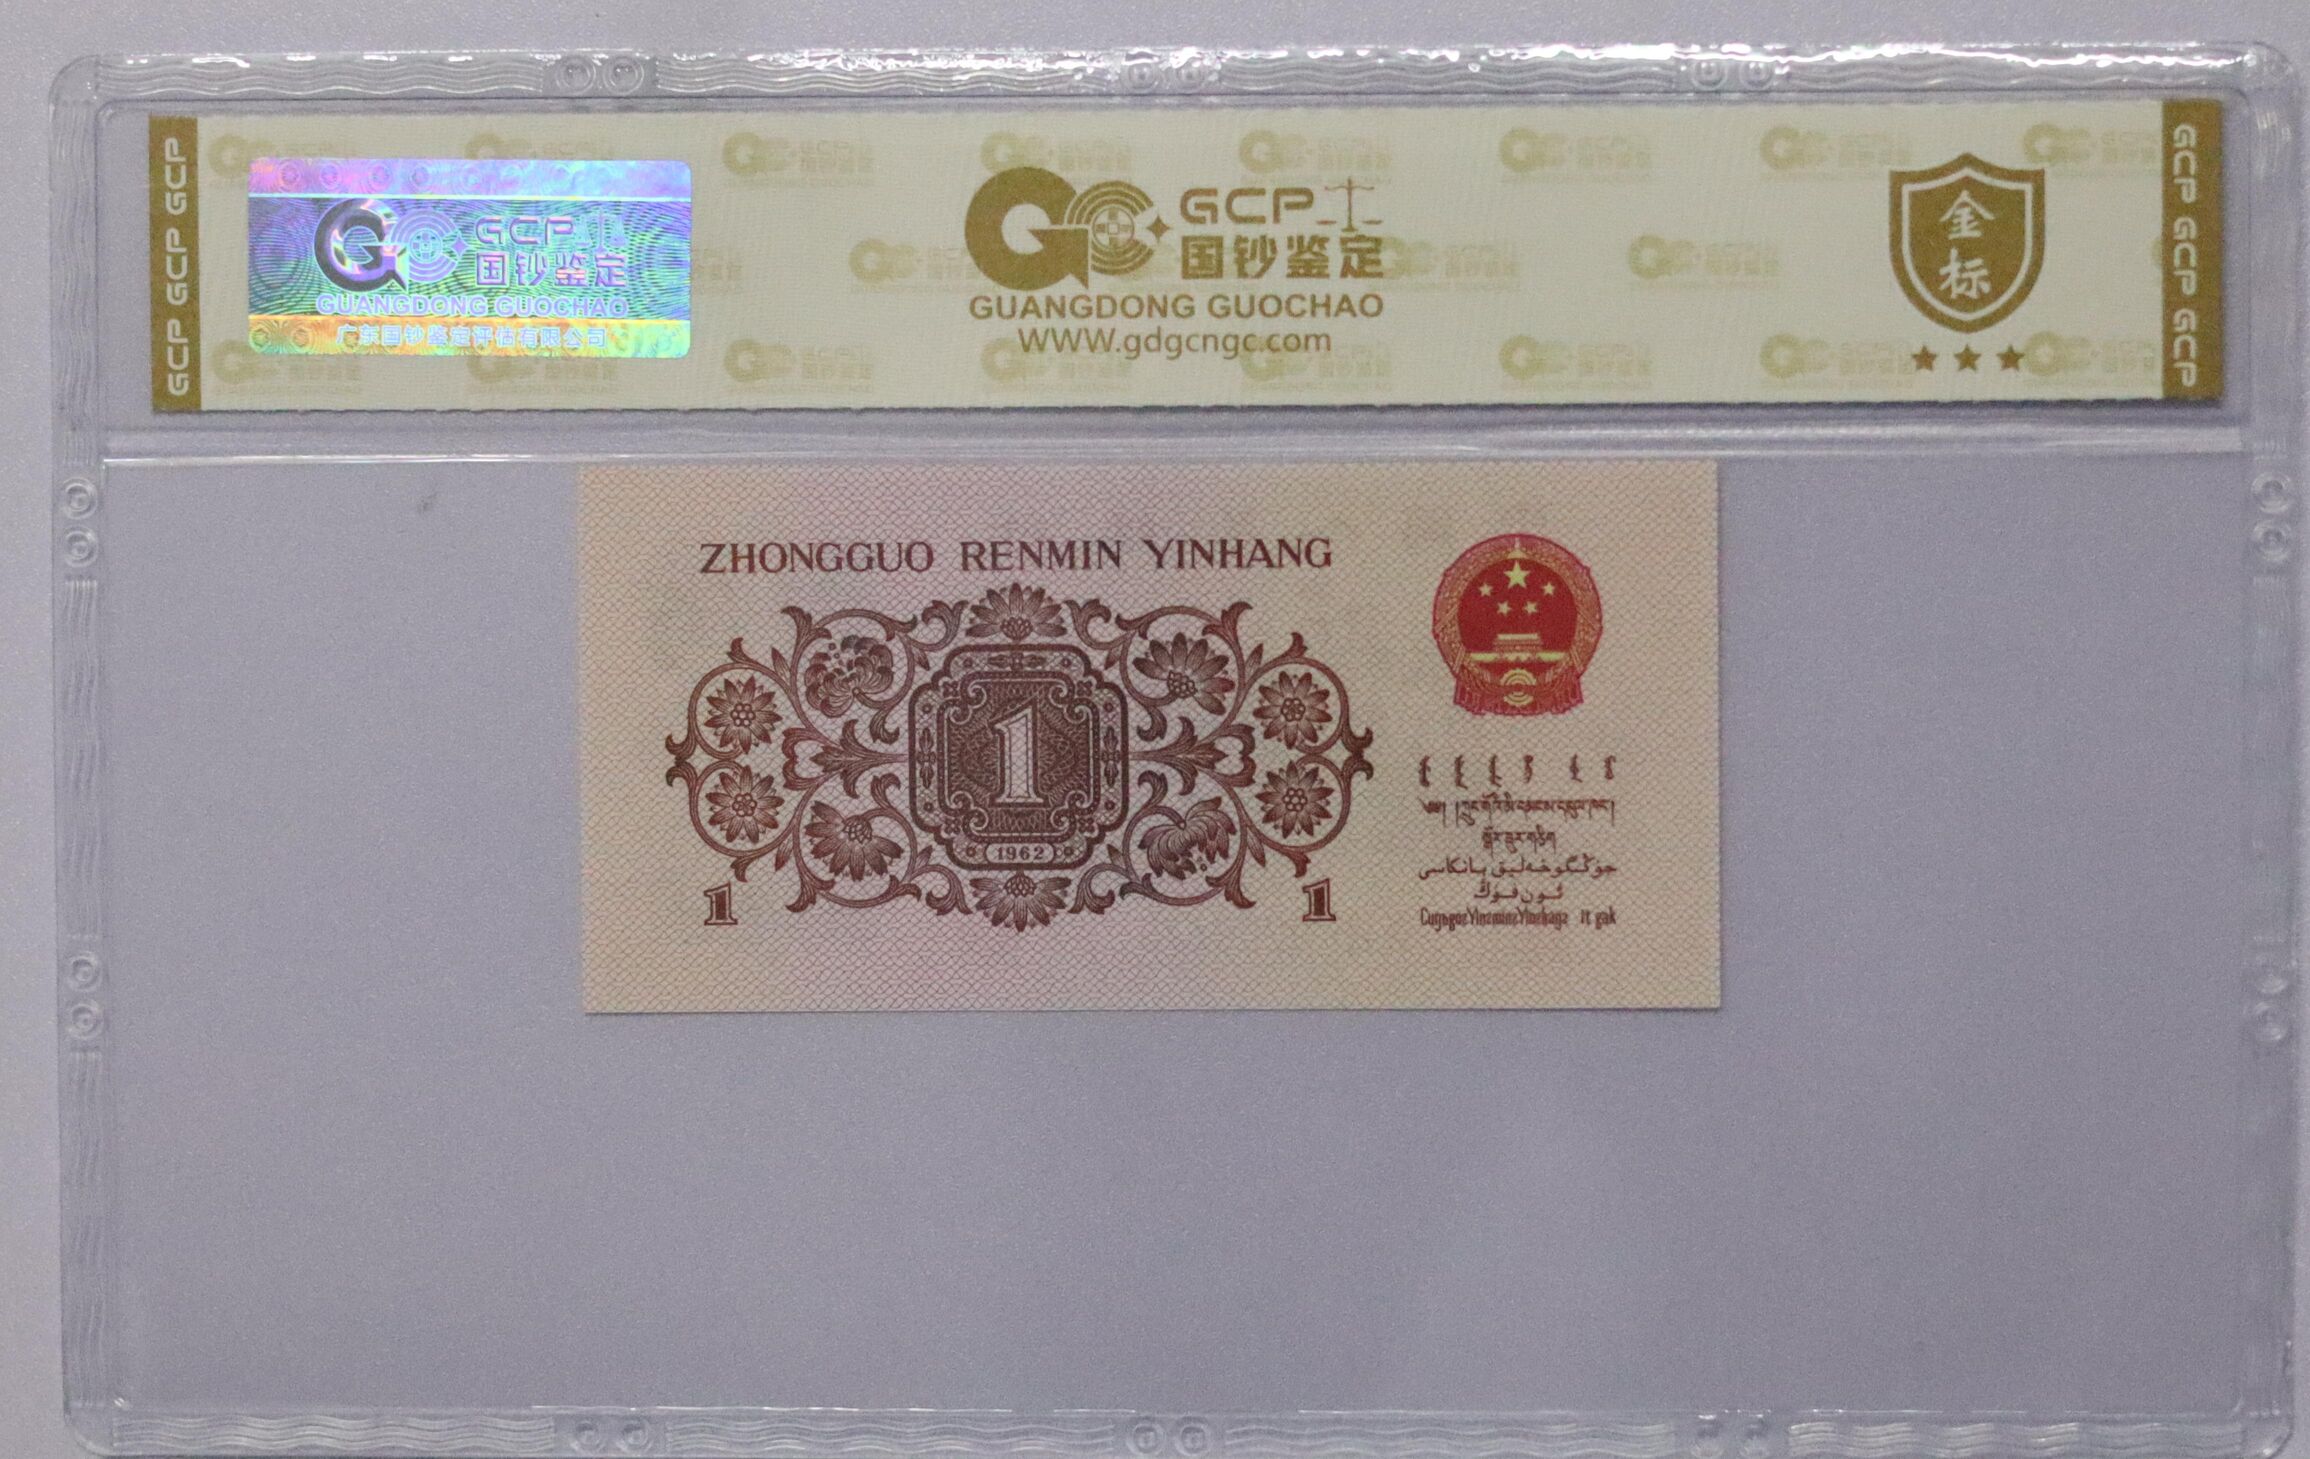 GCP GCP GCP
GCP 国钞鉴定
GUANGDONG GUOCHAO
广东国钞鉴定评估有限公司
GCP
国钞鉴定
GUANGDONG GUOCHAO
WWW.gdgcngc.com
金标
GCP GCP GCP
ZHONGGUO RENMIN YINHANG
1
1962
1
1